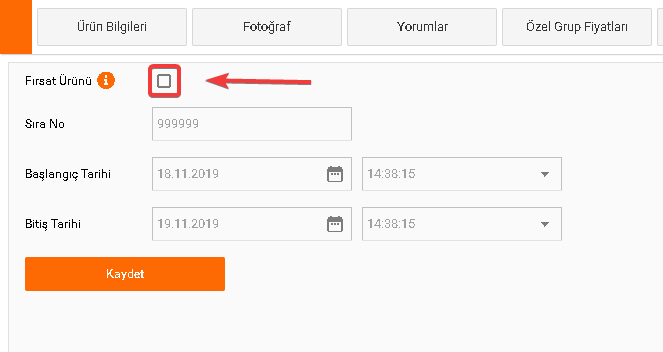 Ürün Bilgileri
Fotoğraf
Yorumlar
Özel Grup Fiyatları
Fırsat Ürünü
Sıra No
999999
Başlangıç Tarihi
18.11.2019
14:38:15
Bitiş Tarihi
19.11.2019
14:38:15
Kaydet